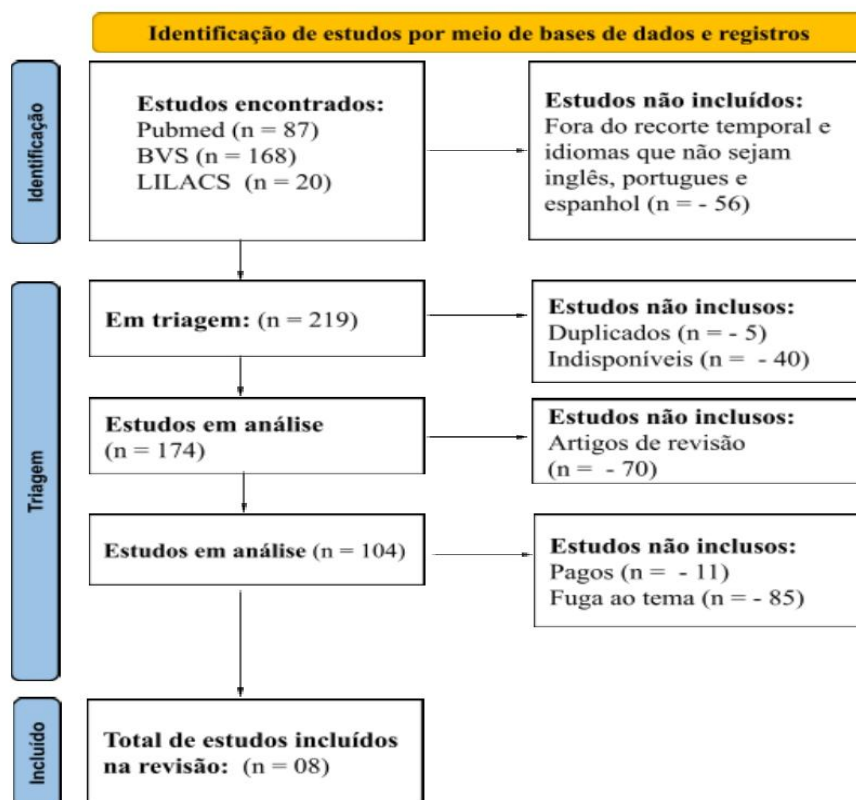 Identificação de estudos por meio de bases de dados e registros
Identificação
Estudos encontrados:
Pubmed (n = 87)
BVS (n = 168)
LILACS (n = 20)
Estudos não incluídos:
Fora do recorte temporal e
idiomas que não sejam
inglês, portugues e
espanhol (n = - 56)
Triagem
Em triagem: (n = 219)
Estudos não inclusos:
Duplicados (n = - 5)
Indisponíveis (n = - 40)
Estudos em análise
(n = 174)
Estudos não inclusos:
Artigos de revisão
(n = - 70)
Estudos em análise (n = 104)
Estudos não inclusos:
Pagos (n = - 11)
Fuga ao tema (n = - 85)
Incluído
Total de estudos incluídos
na revisão: (n = 08)